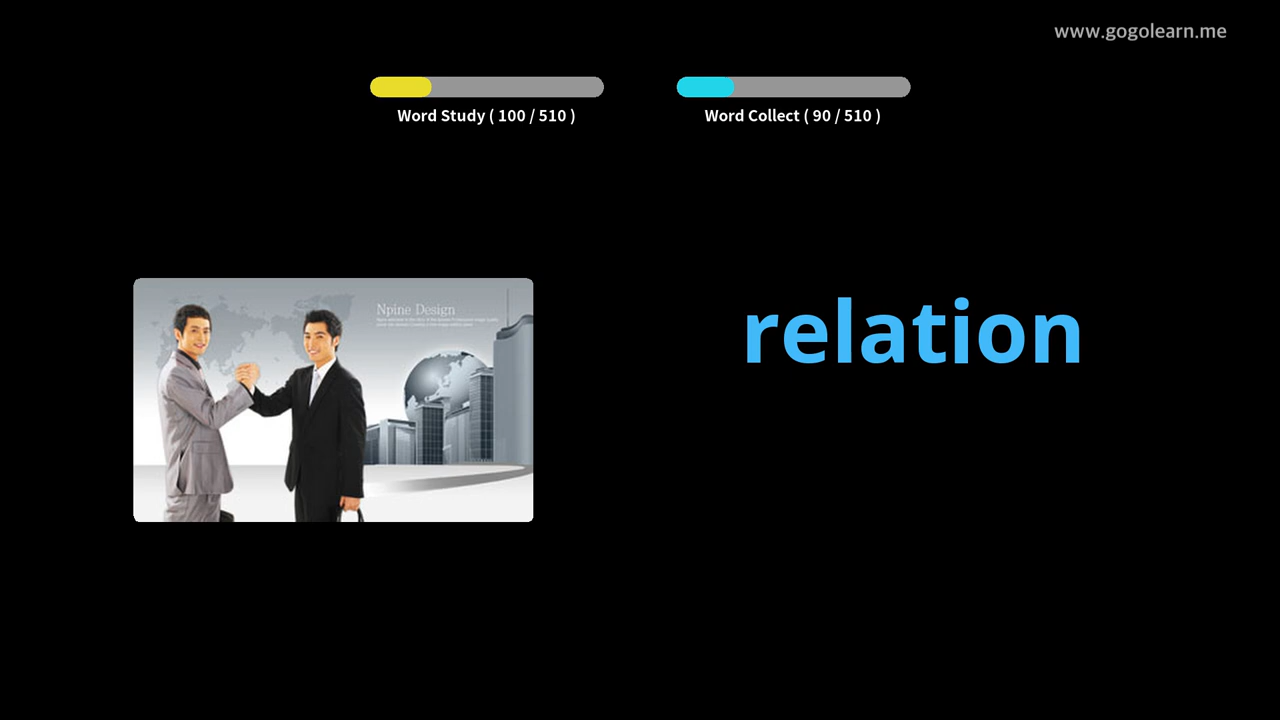 www.gogolearn.me
Word Study ( 100 / 510 )
Word Collect ( 90 / 510 )
Npine Design
relation